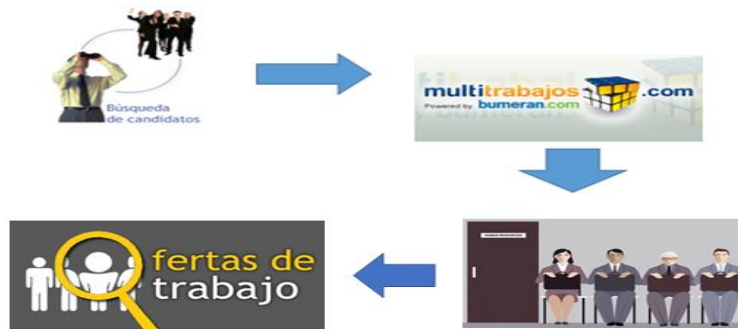 Búsqueda
de candidatos
multitrabajos.com
Powered by bumeran.com
fertas de
trabajo